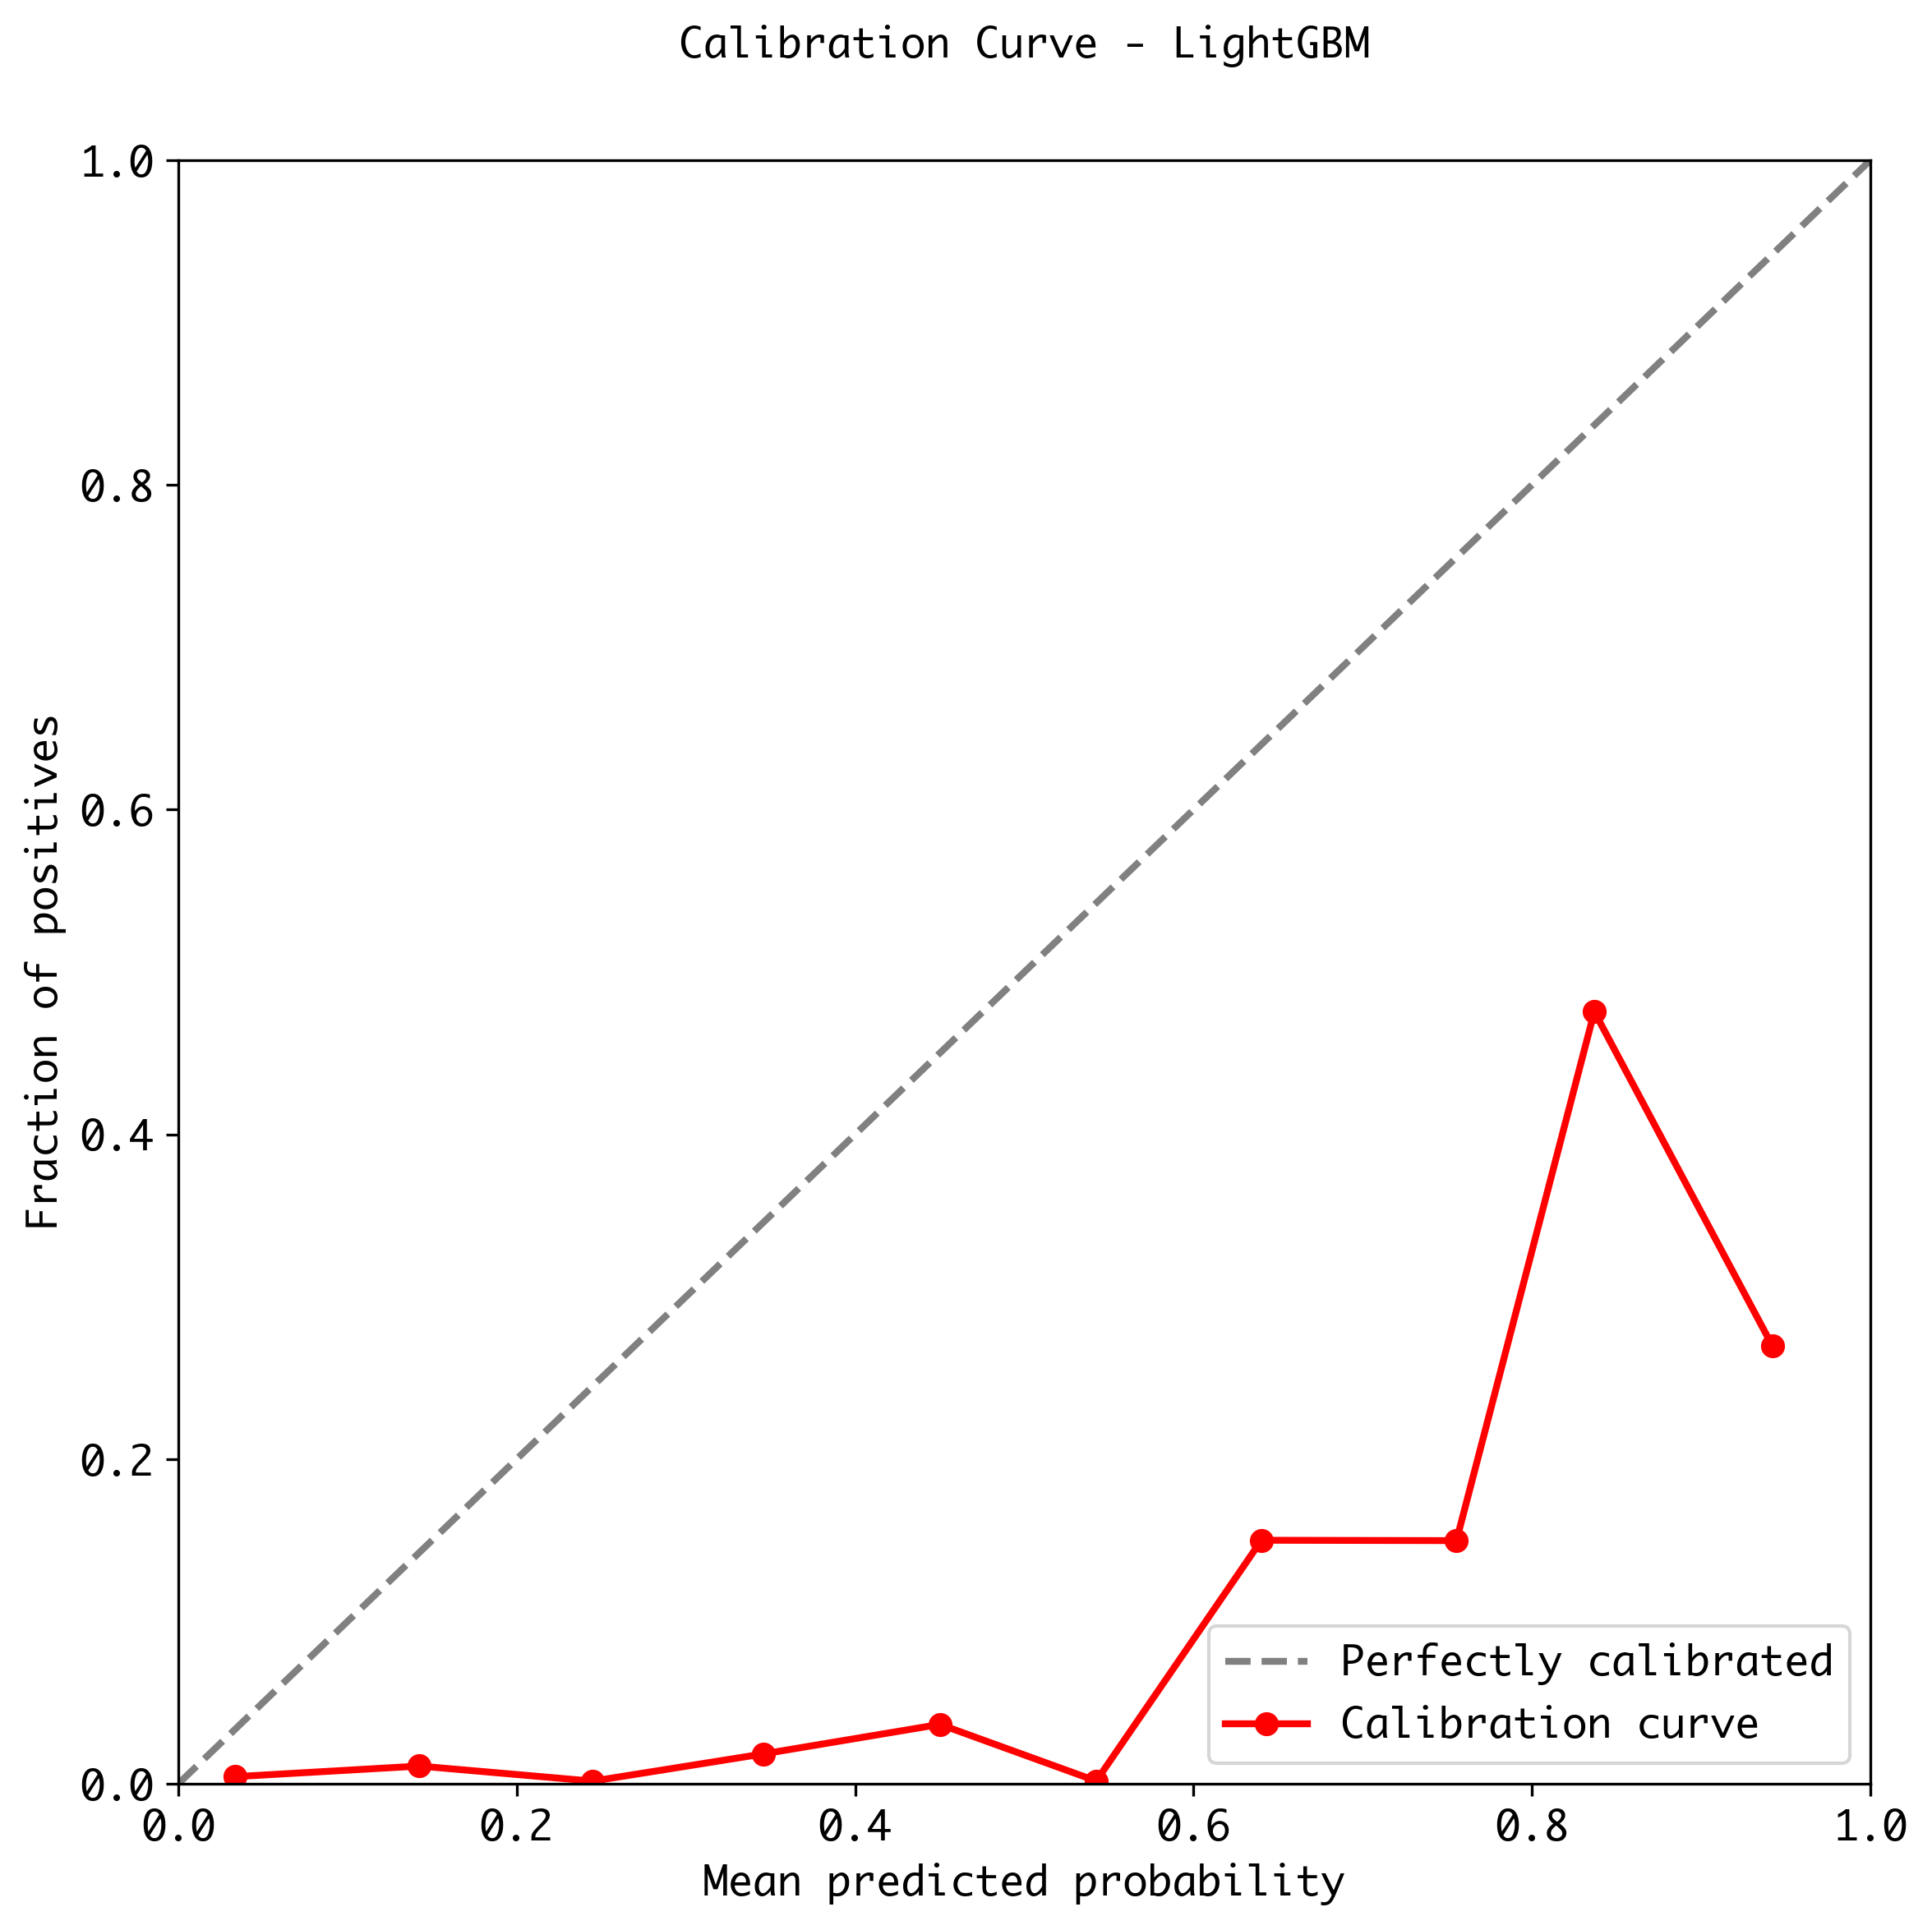 Calibration Curve - LightGBM
1.0
0.8
0.6
0.4
0.2
0.0
Fraction of positives
Perfectly calibrated
Calibration curve
0.0 0.2 0.4 0.6 0.8 1.0
Mean predicted probability